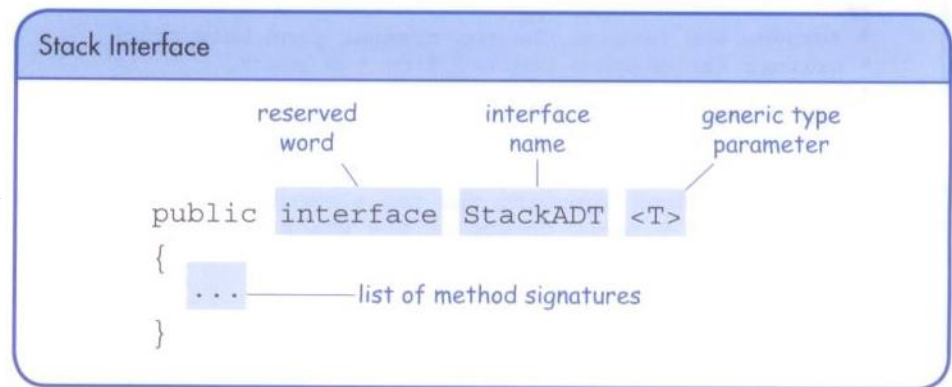 Stack Interface
reserved word
interface name
generic type parameter
public interface StackADT <T>
{
... list of method signatures
}